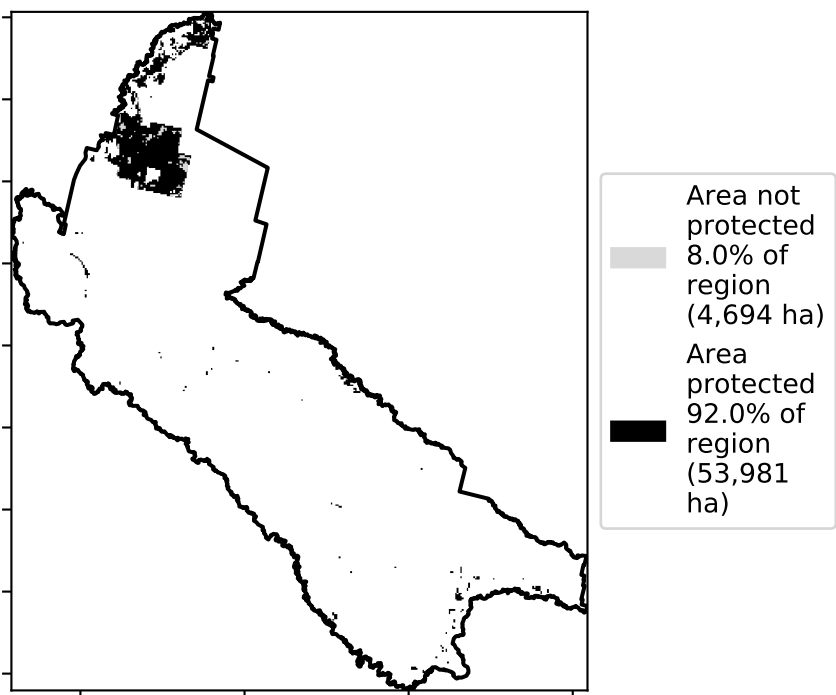 Area not
protected
8.0% of
region
(4,694 ha)
Area
protected
92.0% of
region
(53,981
ha)